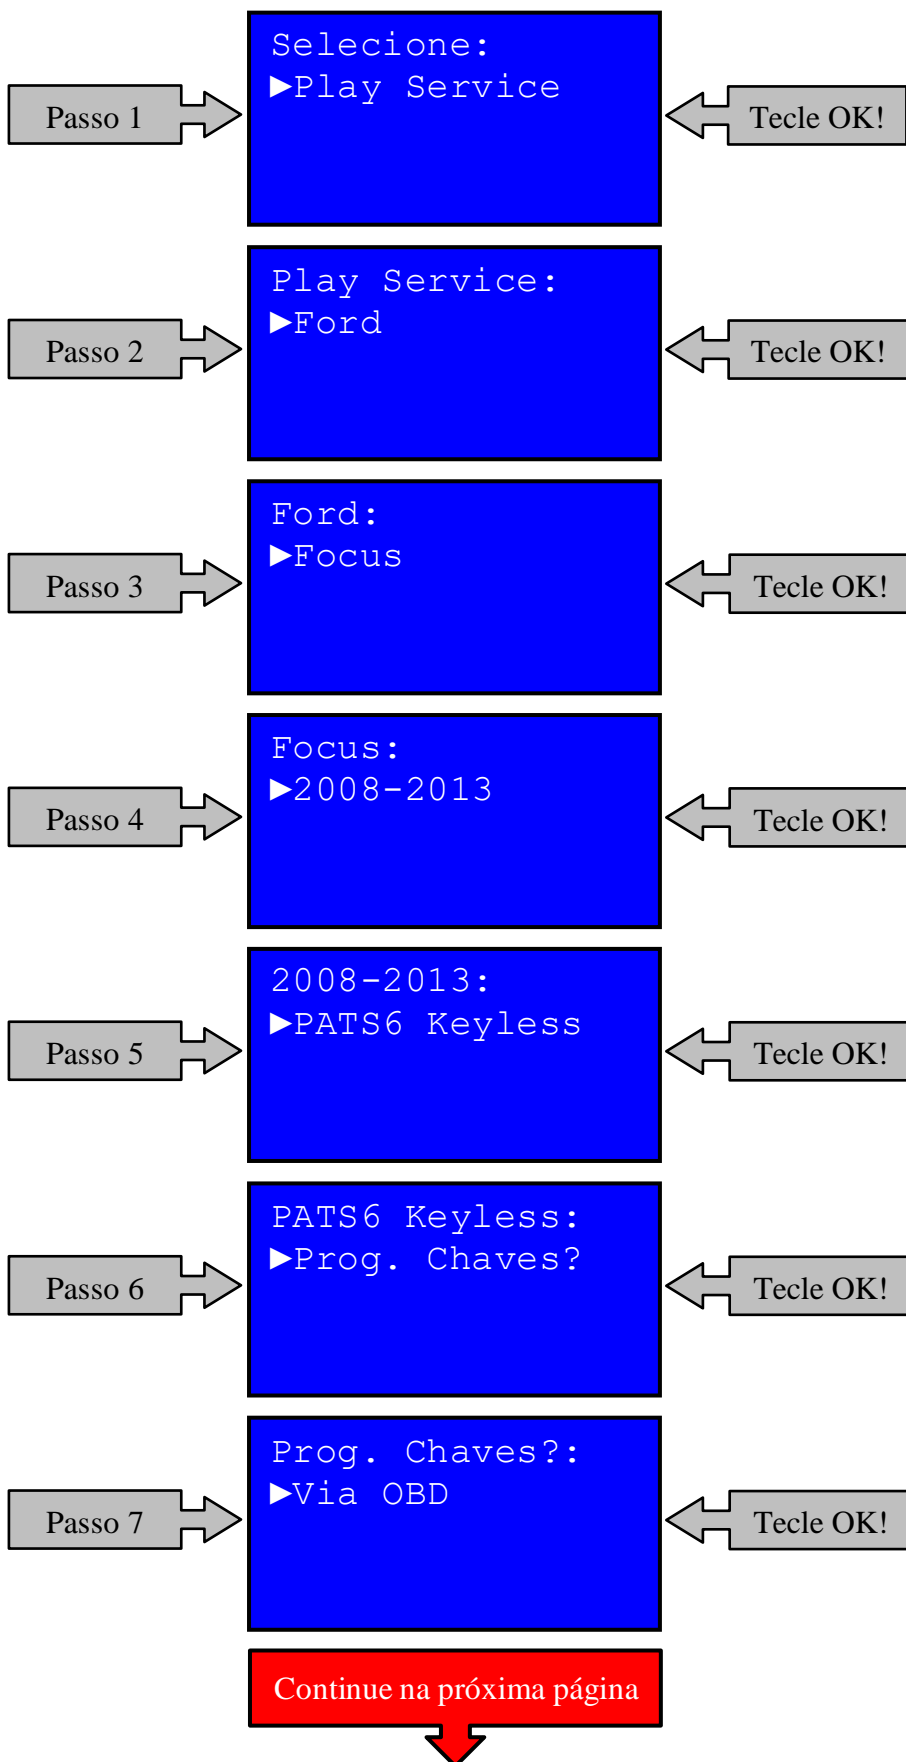 Selecione:
►Play Service
Passo 1
Tecle OK!
Play Service:
►Ford
Passo 2
Tecle OK!
Ford:
►Focus
Passo 3
Tecle OK!
Focus:
►2008-2013
Passo 4
Tecle OK!
2008-2013:
►PATS6 Keyless
Passo 5
Tecle OK!
PATS6 Keyless:
►Prog. Chaves?
Passo 6
Tecle OK!
Prog. Chaves?:
►Via OBD
Passo 7
Tecle OK!
Continue na próxima página